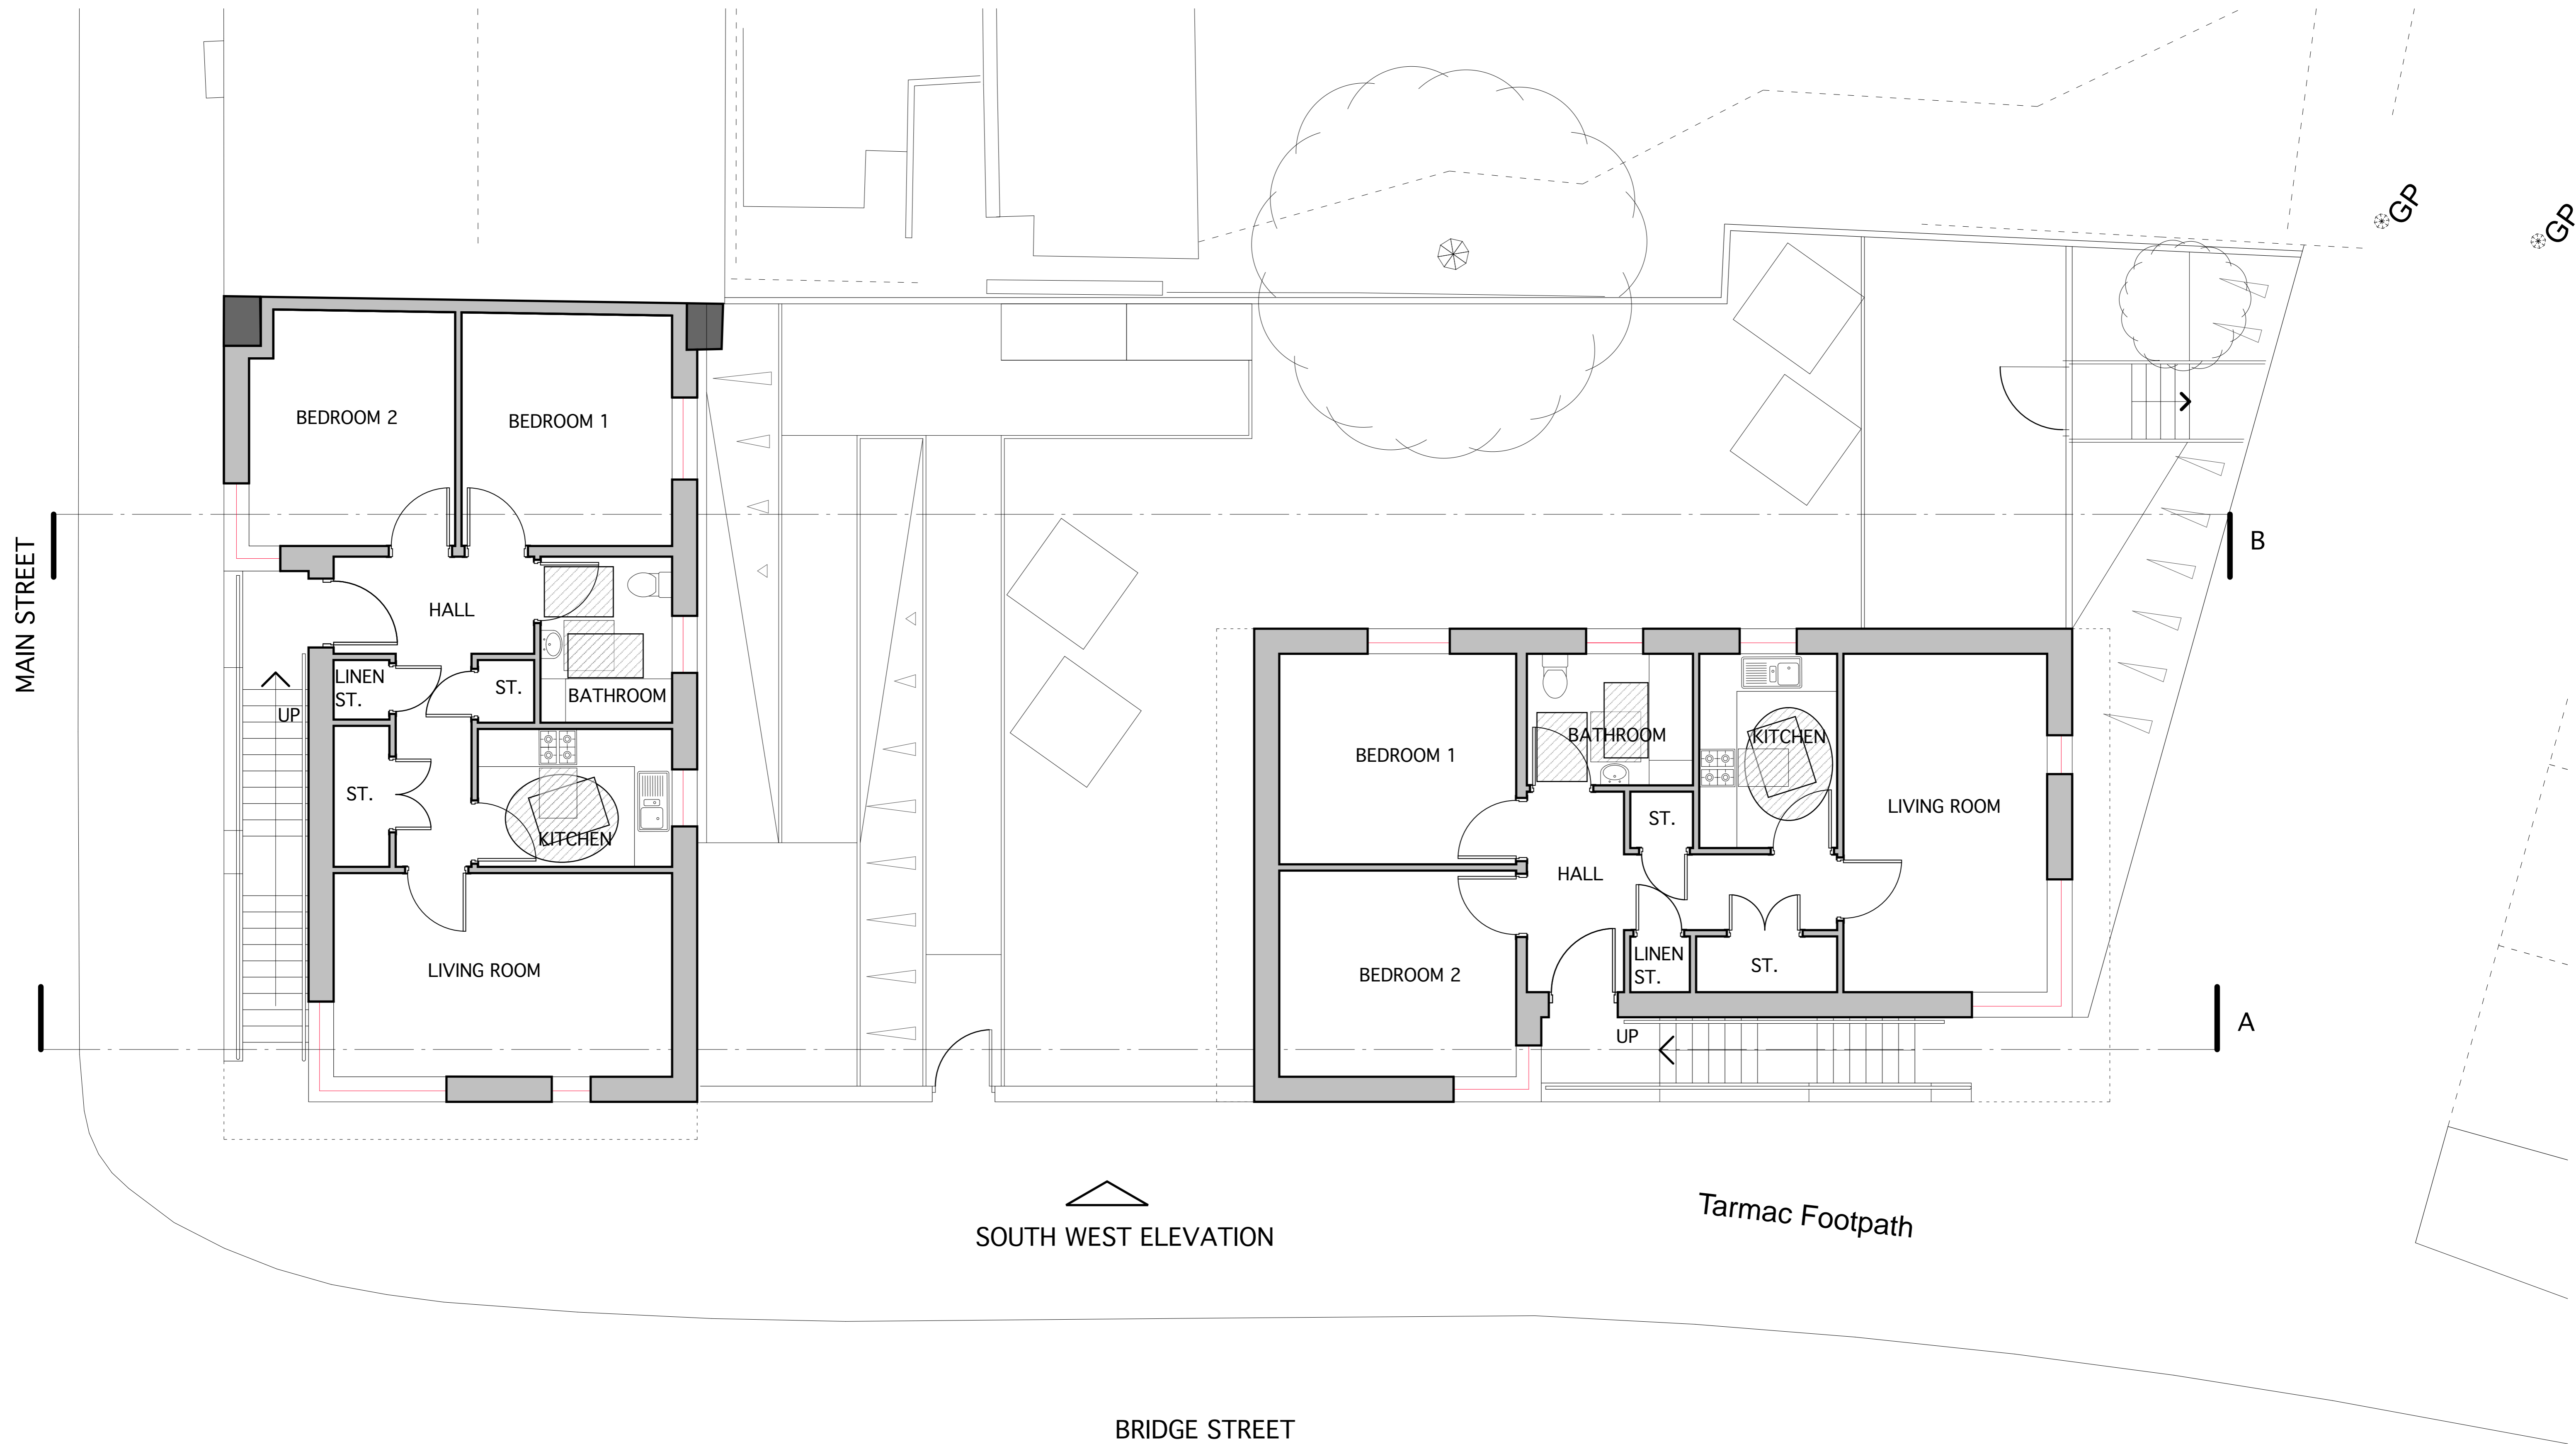 GP
GP
BEDROOM 2
BEDROOM 1
MAIN STREET
HALL
LINEN
ST.
ST.
BATHROOM
UP
ST.
KITCHEN
LIVING ROOM
B
BEDROOM 1
BATHROOM
KITCHEN
LIVING ROOM
ST.
HALL
BEDROOM 2
LINEN
ST.
ST.
UP
A
SOUTH WEST ELEVATION
Tarmac Footpath
BRIDGE STREET